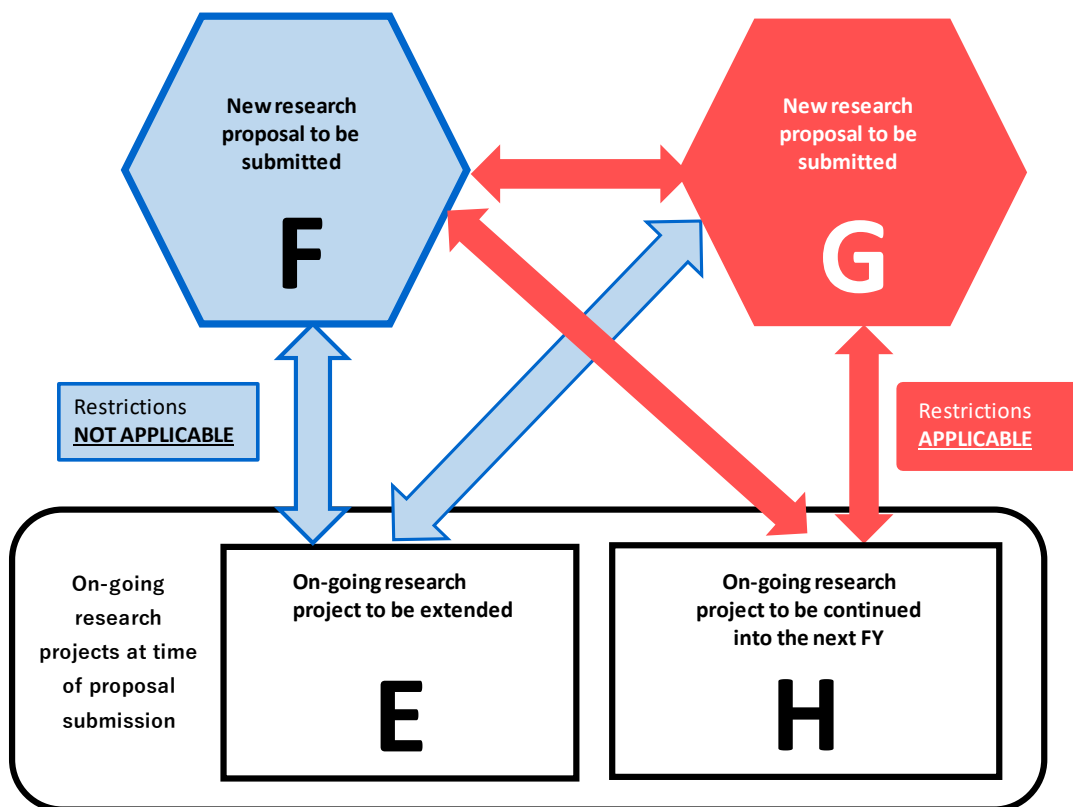 New research
proposal to be
submitted
F
New research
proposal to be
submitted
G
Restrictions
NOT APPLICABLE
Restrictions
APPLICABLE
On-going
research
projects at time
of proposal
submission
On-going research
project to be extended
E
On-going research
project to be continued
into the next FY
H